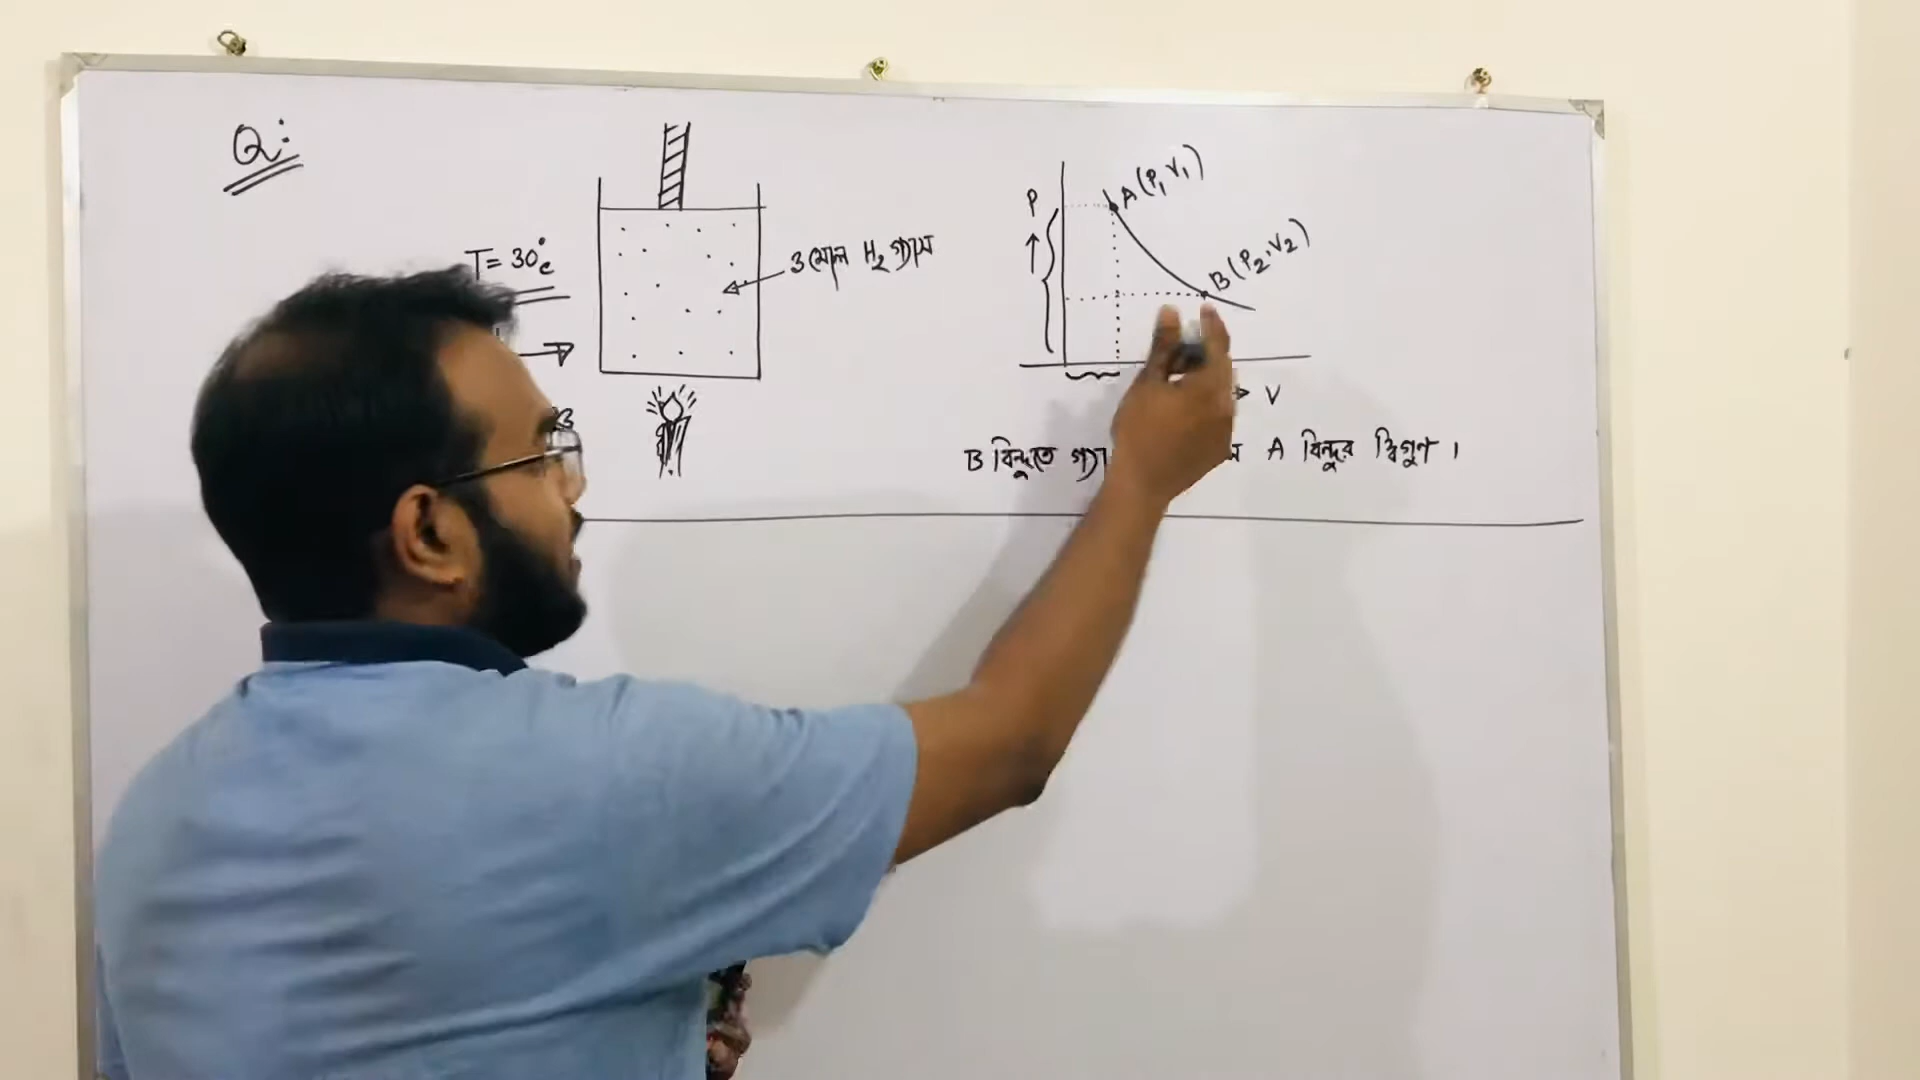 Q:
T = 30°c
3 মোল H₂ গ্যাস
P
A (P₁ V₁)
B (P₂, V₂)
V
B বিন্দুতে A বিন্দুর দ্বিগুণ ।